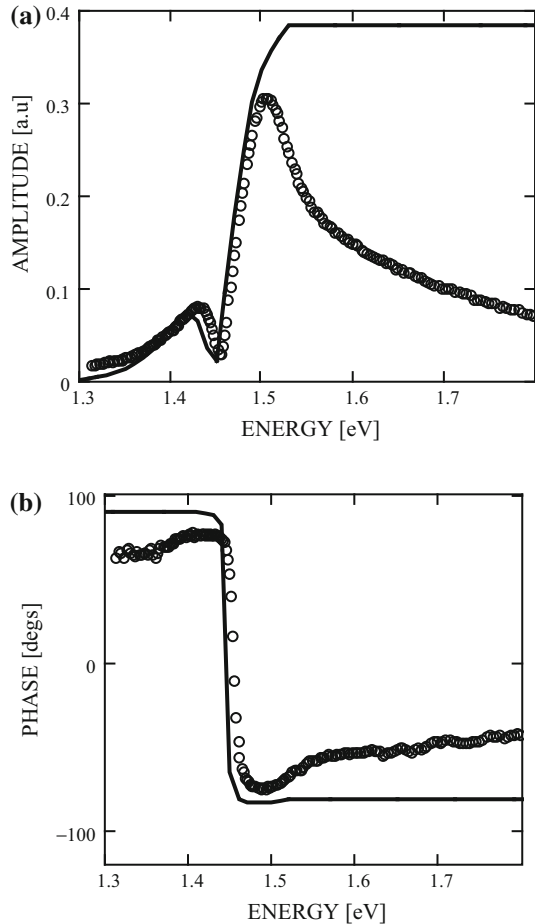 (a)
0.4
0.3
0.2
0.1
0
AMPLITUDE [a.u]
1.3 1.4 1.5 1.6 1.7
ENERGY [eV]
(b)
100
0
−100
PHASE [degs]
1.3 1.4 1.5 1.6 1.7
ENERGY [eV]